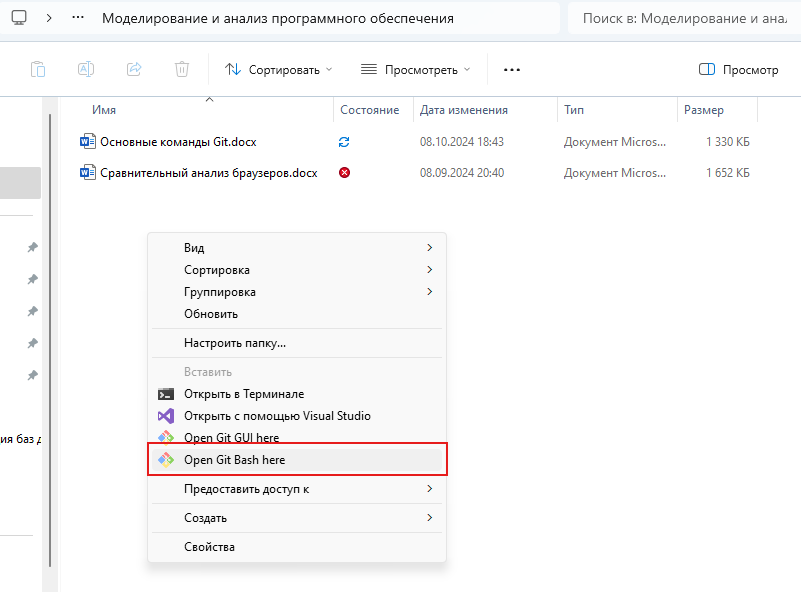 Моделирование и анализ программного обеспечения
Поиск в: Моделирование и анал
Сортировать
Просмотреть
Просмотр
Имя Состояние Дата изменения Тип Размер
Основные команды Git.docx 08.10.2024 18:43 Документ Micros... 1 330 КБ
Сравнительный анализ браузеров.docx 08.09.2024 20:40 Документ Micros... 1 652 КБ
Вид
Сортировка
Группировка
Обновить
Настроить папку...
Вставить
Открыть в Терминале
Открыть с помощью Visual Studio
ия баз д
Open Git GUI here
Open Git Bash here
Предоставить доступ к
Создать
Свойства